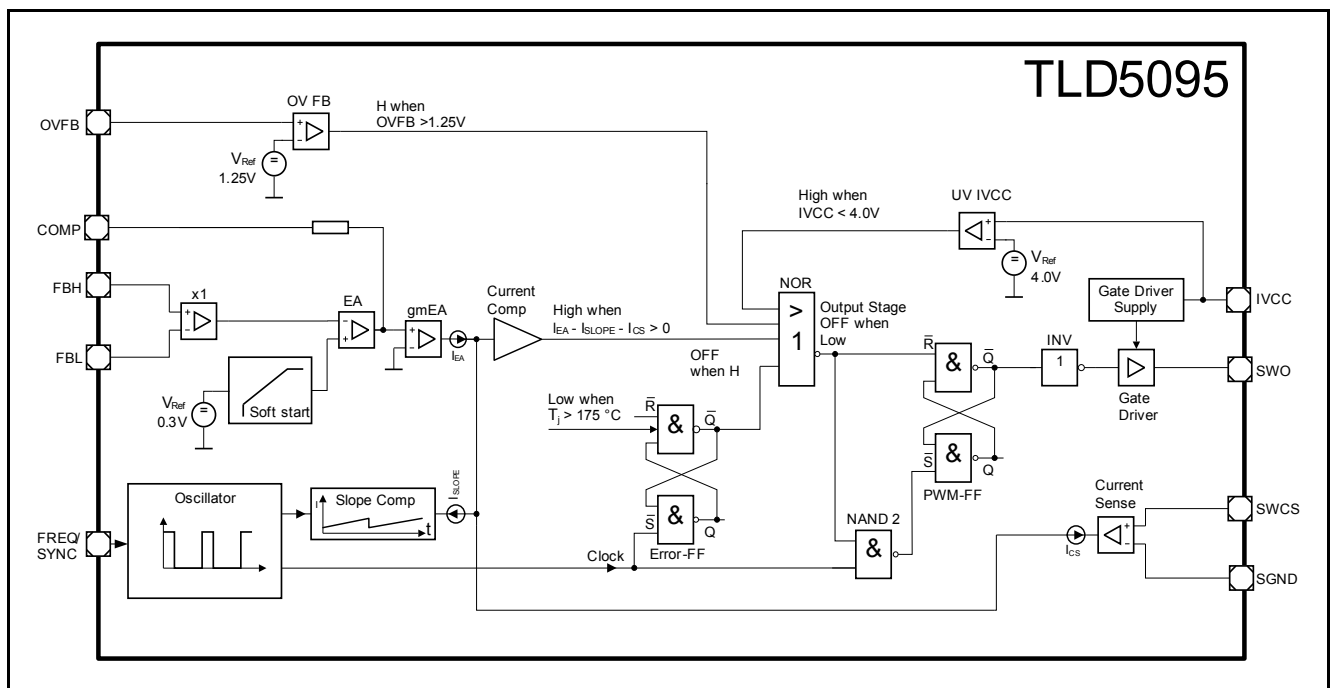 TLD5095
OV FB
H when
OVFB >1.25V
OVFB
+
-
=
VRef
1.25V
High when
IVCC < 4.0V
UV IVCC
+
-
=
VRef
4.0V
COMP
FBH
FBL
x1
+
-
EA
-
+
gmEA
+
-
IEA
Current
Comp
High when
IEA - ISLOPE - ICS > 0
NOR
>
1
Output Stage
OFF when
Low
OFF
when H
Gate Driver
Supply
IVCC
R̅
&
Q̅
INV
1
Gate
Driver
SWO
=
VRef
0.3V
Soft start
Low when
Tj > 175 °C
R̅
&
Q̅
S̅
&
Q
PWM-FF
Oscillator
I
Slope Comp
t
ISLOPE
S̅
&
Q
Error-FF
NAND 2
&
Current
Sense
+
-
ICS
SWCS
SGND
FREQ/
SYNC
Clock